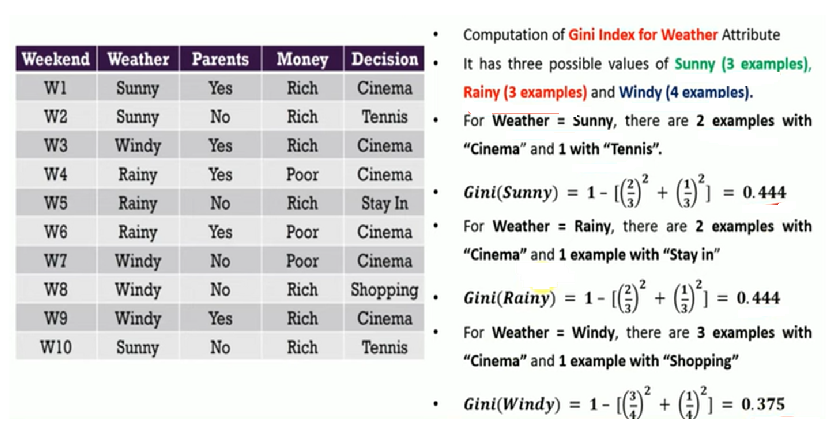 Weekend Weather Parents Money Decision
W1 Sunny Yes Rich Cinema
W2 Sunny No Rich Tennis
W3 Windy Yes Rich Cinema
W4 Rainy Yes Poor Cinema
W5 Rainy No Rich Stay In
W6 Rainy Yes Poor Cinema
W7 Windy No Poor Cinema
W8 Windy No Rich Shopping
W9 Windy Yes Rich Cinema
W10 Sunny No Rich Tennis
• Computation of Gini Index for Weather Attribute
• It has three possible values of Sunny (3 examples),
Rainy (3 examples) and Windy (4 examples).
• For Weather = Sunny, there are 2 examples with
“Cinema” and 1 with “Tennis”.
• Gini(Sunny) = 1 - [(2/3)² + (1/3)²] = 0.444
• For Weather = Rainy, there are 2 examples with
“Cinema” and 1 example with “Stay in”
• Gini(Rainy) = 1 - [(2/3)² + (1/3)²] = 0.444
• For Weather = Windy, there are 3 examples with
“Cinema” and 1 example with “Shopping”
• Gini(Windy) = 1 - [(3/4)² + (1/4)²] = 0.375